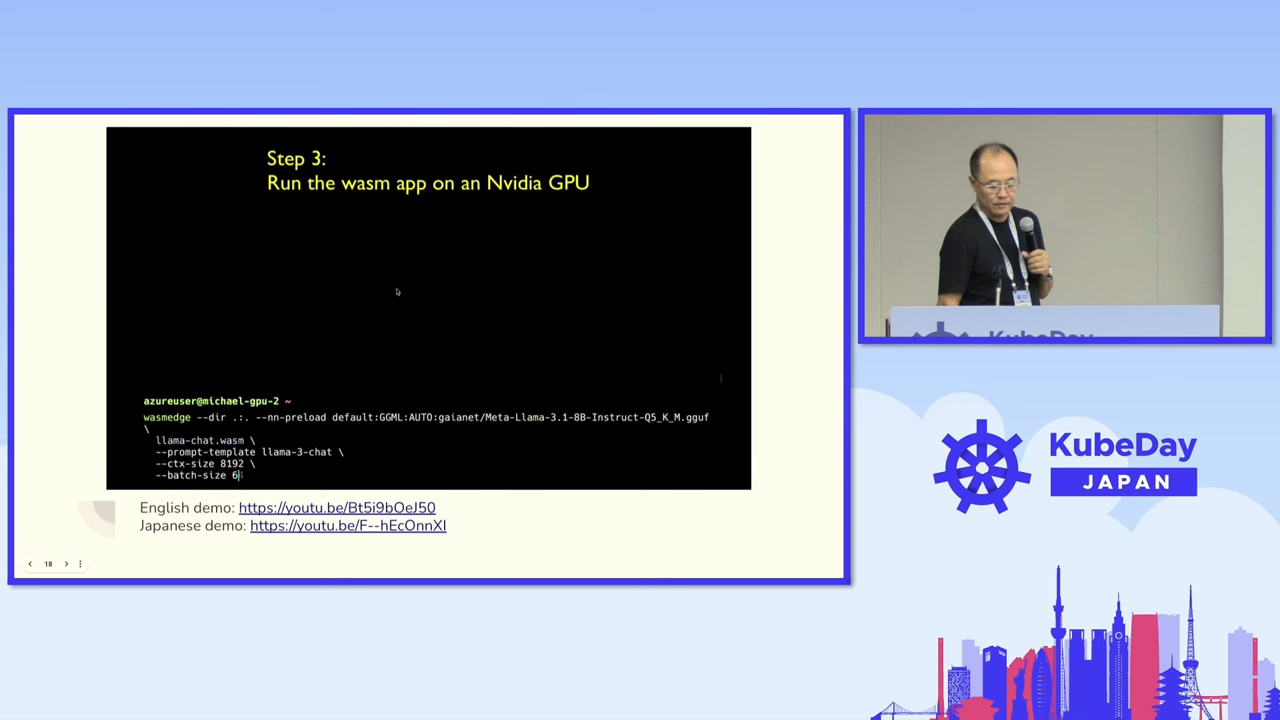 Step 3:
Run the wasm app on an Nvidia GPU
azureuser@michael-gpu-2 ~
wasmedge --dir .:. --nn-preload default:GGML:AUTO:gaianet/Meta-Llama-3.1-8B-Instruct-Q5_K_M.gguf
\
llama-chat.wasm \
--prompt-template llama-3-chat \
--ctx-size 8192 \
--batch-size 6
English demo: https://youtu.be/Bt5i9bOeJ50
Japanese demo: https://youtu.be/F--hEcOnnXI
18
KubeDay
KubeDay
JAPAN